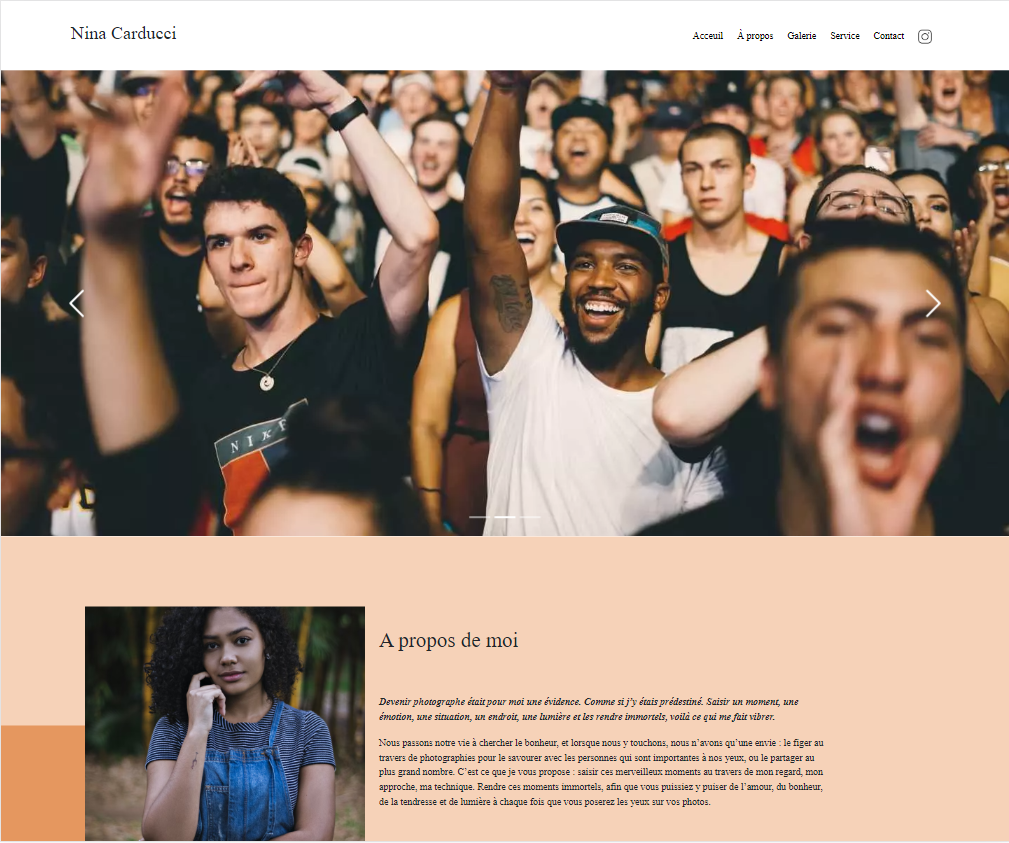 Nina Carducci
Acceuil À propos Galerie Service Contact
NIKE
A propos de moi
Devenir photographe était pour moi une évidence. Comme si j’y étais prédestiné. Saisir un moment, une
émotion, une situation, un endroit, une lumière et les rendre immortels, voilà ce qui me fait vibrer.
Nous passons notre vie à chercher le bonheur, et lorsque nous y touchons, nous n’avons qu’une envie : le figer au
travers de photographies pour le savourer avec les personnes qui sont importantes à nos yeux, ou le partager au
plus grand nombre. C’est ce que je vous propose : saisir ces merveilleux moments au travers de mon regard, mon
approche, ma technique. Rendre ces moments immortels, afin que vous puissiez y puiser de l’amour, du bonheur,
de la tendresse et de lumière à chaque fois que vous poserez les yeux sur vos photos.